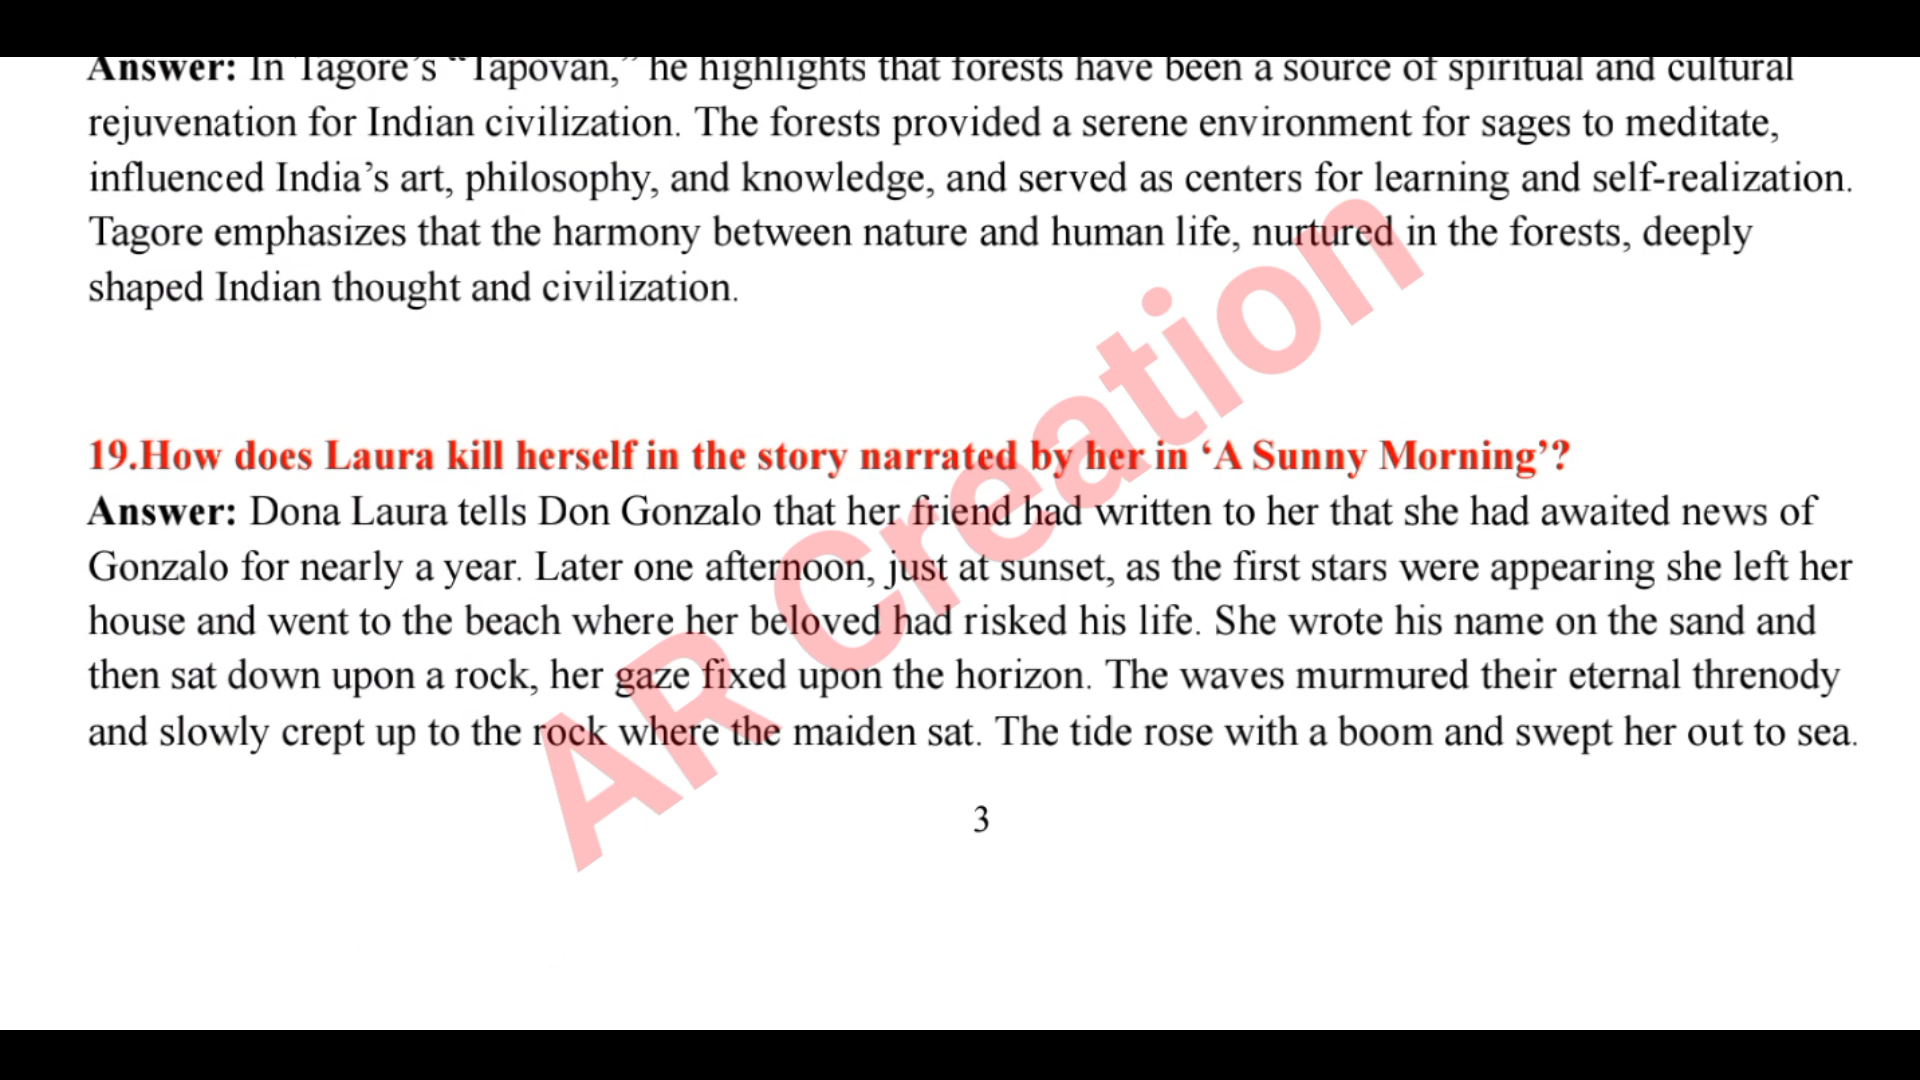 Answer: In Tagore’s “Tapovan,” he highlights that forests have been a source of spiritual and cultural
rejuvenation for Indian civilization. The forests provided a serene environment for sages to meditate,
influenced India’s art, philosophy, and knowledge, and served as centers for learning and self-realization.
Tagore emphasizes that the harmony between nature and human life, nurtured in the forests, deeply
shaped Indian thought and civilization.
19.How does Laura kill herself in the story narrated by her in ‘A Sunny Morning’?
Answer: Dona Laura tells Don Gonzalo that her friend had written to her that she had awaited news of
Gonzalo for nearly a year. Later one afternoon, just at sunset, as the first stars were appearing she left her
house and went to the beach where her beloved had risked his life. She wrote his name on the sand and
then sat down upon a rock, her gaze fixed upon the horizon. The waves murmured their eternal threnody
and slowly crept up to the rock where the maiden sat. The tide rose with a boom and swept her out to sea.
3
AR Creation